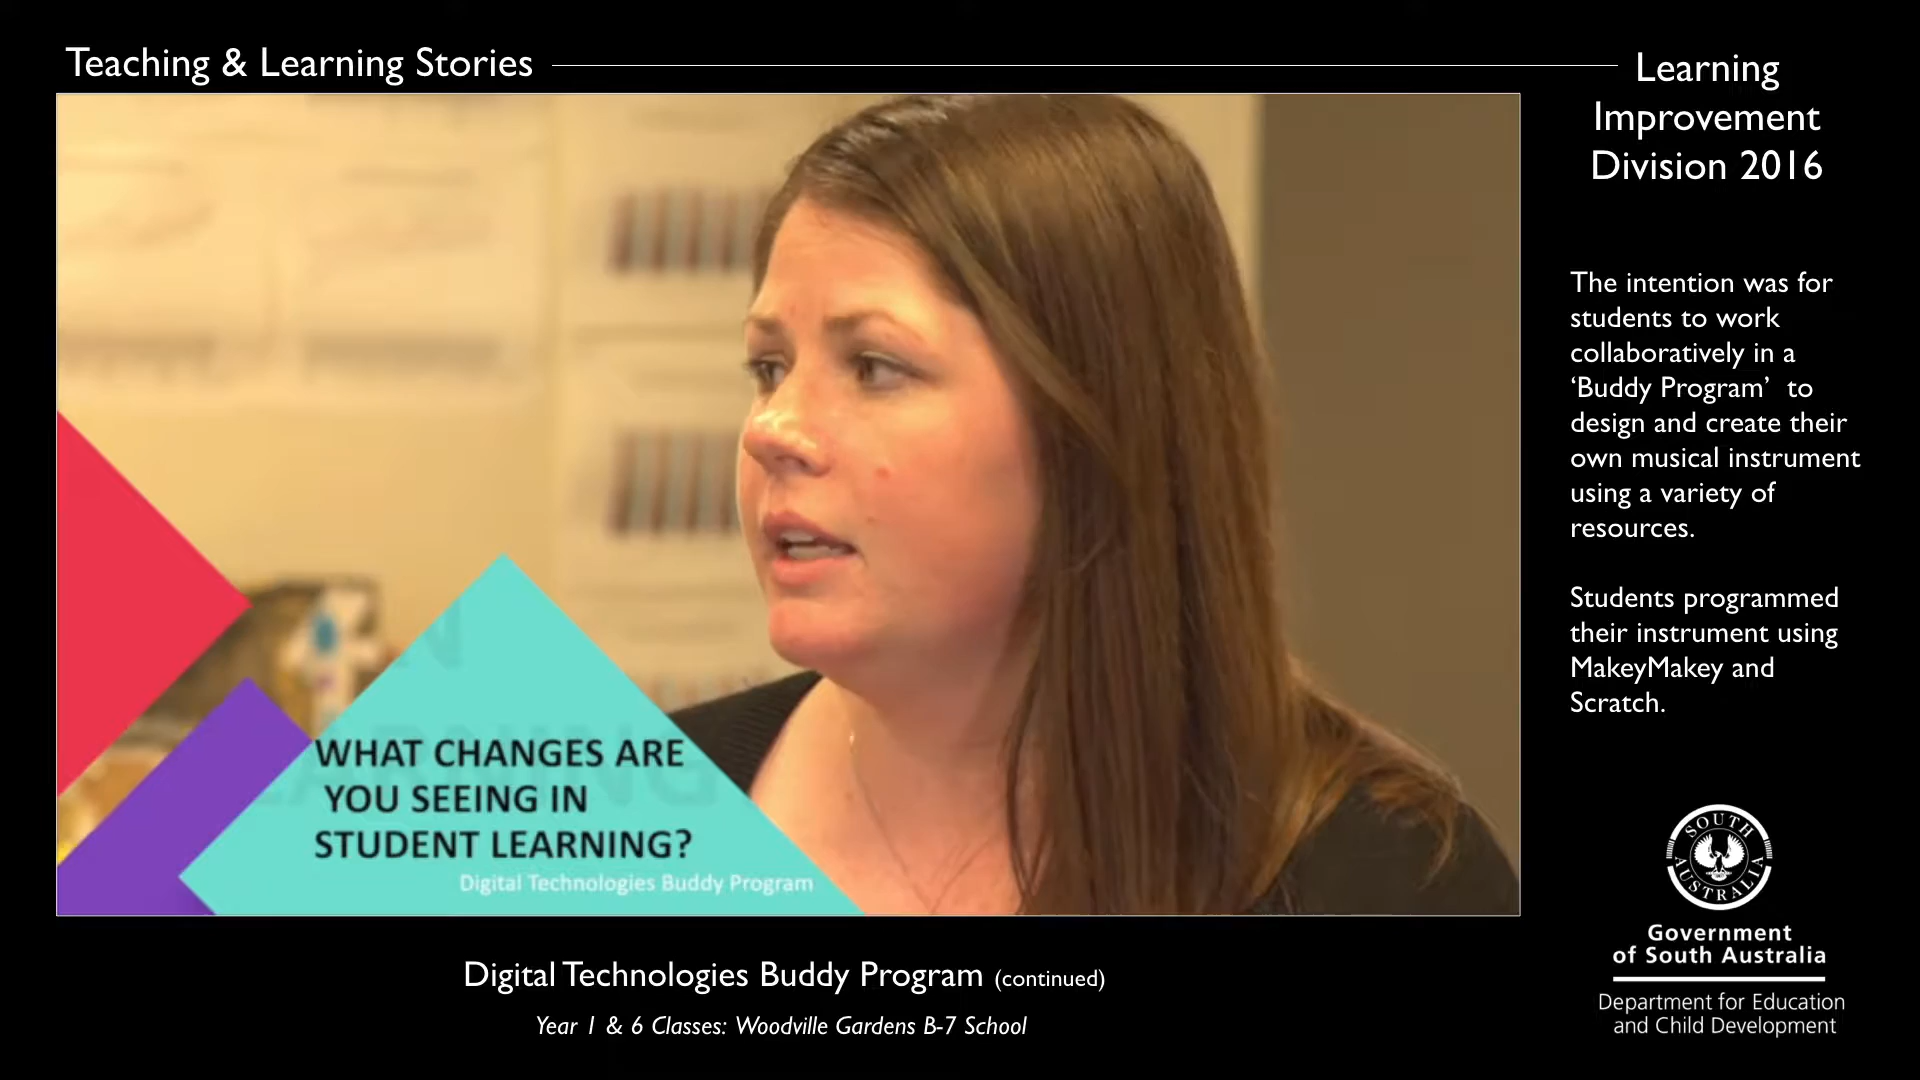 Teaching & Learning Stories
Learning
Improvement
Division 2016
The intention was for
students to work
collaboratively in a
‘Buddy Program’ to
design and create their
own musical instrument
using a variety of
resources.
Students programmed
their instrument using
MakeyMakey and
Scratch.
WHAT CHANGES ARE
YOU SEEING IN
STUDENT LEARNING?
Digital Technologies Buddy Program
SOUTH
AUSTRALIA
Government
of South Australia
Department for Education
and Child Development
Digital Technologies Buddy Program (continued)
Year 1 & 6 Classes: Woodville Gardens B-7 School